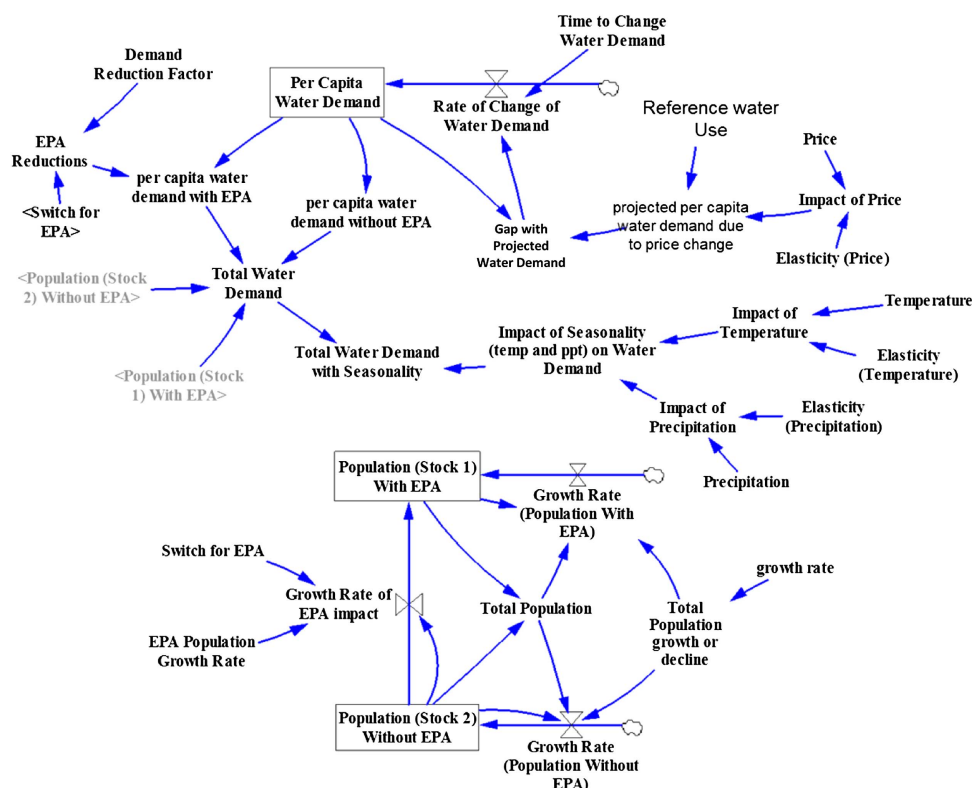 Time to Change
Water Demand
Demand
Reduction Factor
Per Capita
Water Demand
Rate of Change of
Water Demand
Reference water
Use
EPA
Reductions
Price
per capita water
demand with EPA
<Switch for
EPA>
per capita water
demand without EPA
Gap with
Projected
Water Demand
projected per capita
water demand due
to price change
Impact of Price
Elasticity (Price)
<Population (Stock
2) Without EPA>
Total Water
Demand
Temperature
Impact of
Temperature
Impact of Seasonality
(temp and ppt) on Water
Demand
Total Water Demand
with Seasonality
Elasticity
(Temperature)
<Population (Stock
1) With EPA>
Impact of
Precipitation
Elasticity
(Precipitation)
Precipitation
Population (Stock 1)
With EPA
Growth Rate
(Population With
EPA)
Switch for EPA
growth rate
Growth Rate of
EPA impact
Total Population
Total
Population
growth or
decline
EPA Population
Growth Rate
Population (Stock 2)
Without EPA
Growth Rate
(Population Without
EPA)